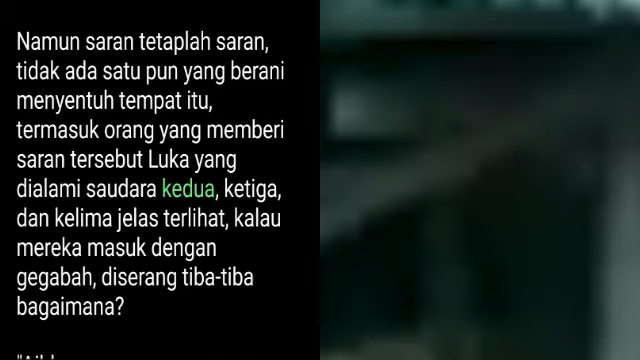 Namun saran tetaplah saran,
tidak ada satu pun yang berani
menyentuh tempat itu,
termasuk orang yang memberi
saran tersebut Luka yang
dialami saudara kedua, ketiga,
dan kelima jelas terlihat, kalau
mereka masuk dengan
gegabah, diserang tiba-tiba
bagaimana?